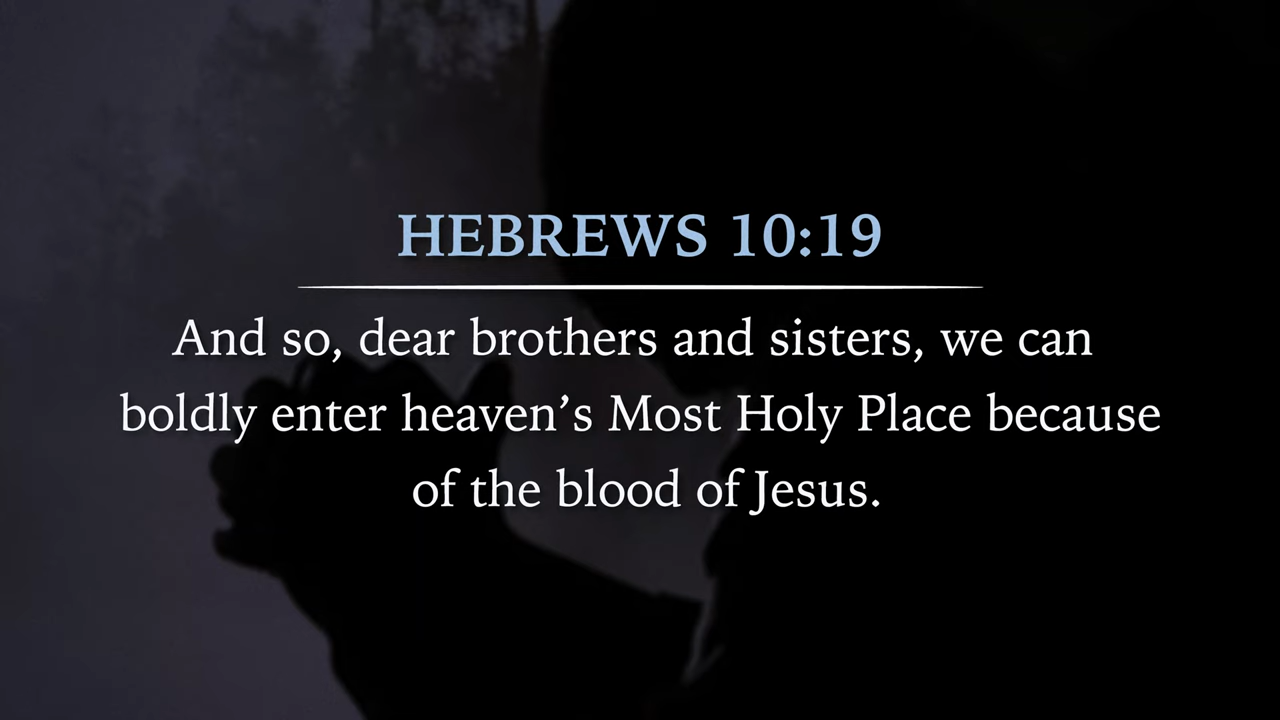 HEBREWS 10:19
And so, dear brothers and sisters, we can
boldly enter heaven’s Most Holy Place because
of the blood of Jesus.